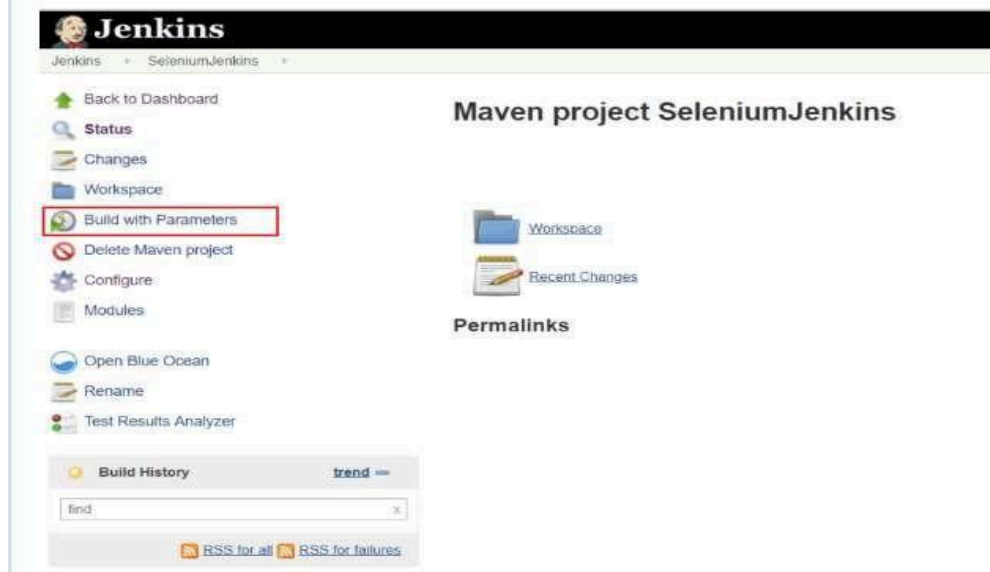 Jenkins
Jenkins SeleniumJenkins
Back to Dashboard
Status
Changes
Workspace
Build with Parameters
Delete Maven project
Configure
Modules
Open Blue Ocean
Rename
Test Results Analyzer
Build History trend
find x
RSS for all RSS for failures
Maven project SeleniumJenkins
Workspace
Recent Changes
Permalinks